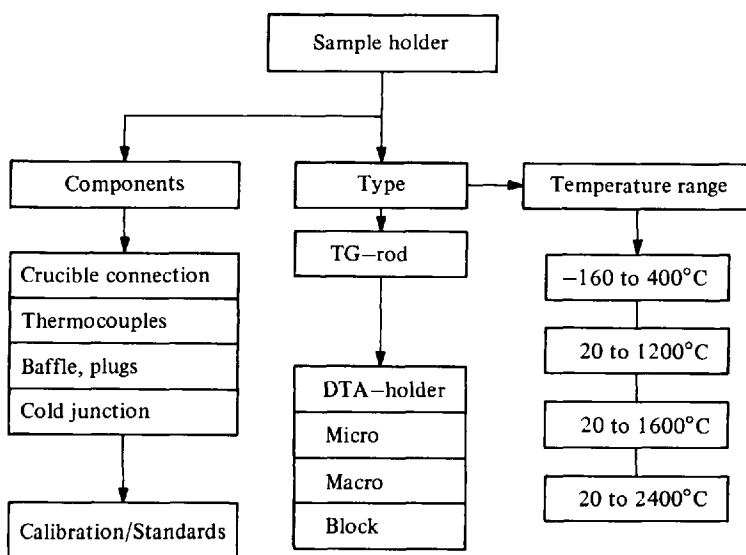 Sample holder
Components
Type
Temperature range
Crucible connection
Thermocouples
Baffle, plugs
Cold junction
Calibration/Standards
TG–rod
DTA–holder
Micro
Macro
Block
−160 to 400°C
20 to 1200°C
20 to 1600°C
20 to 2400°C